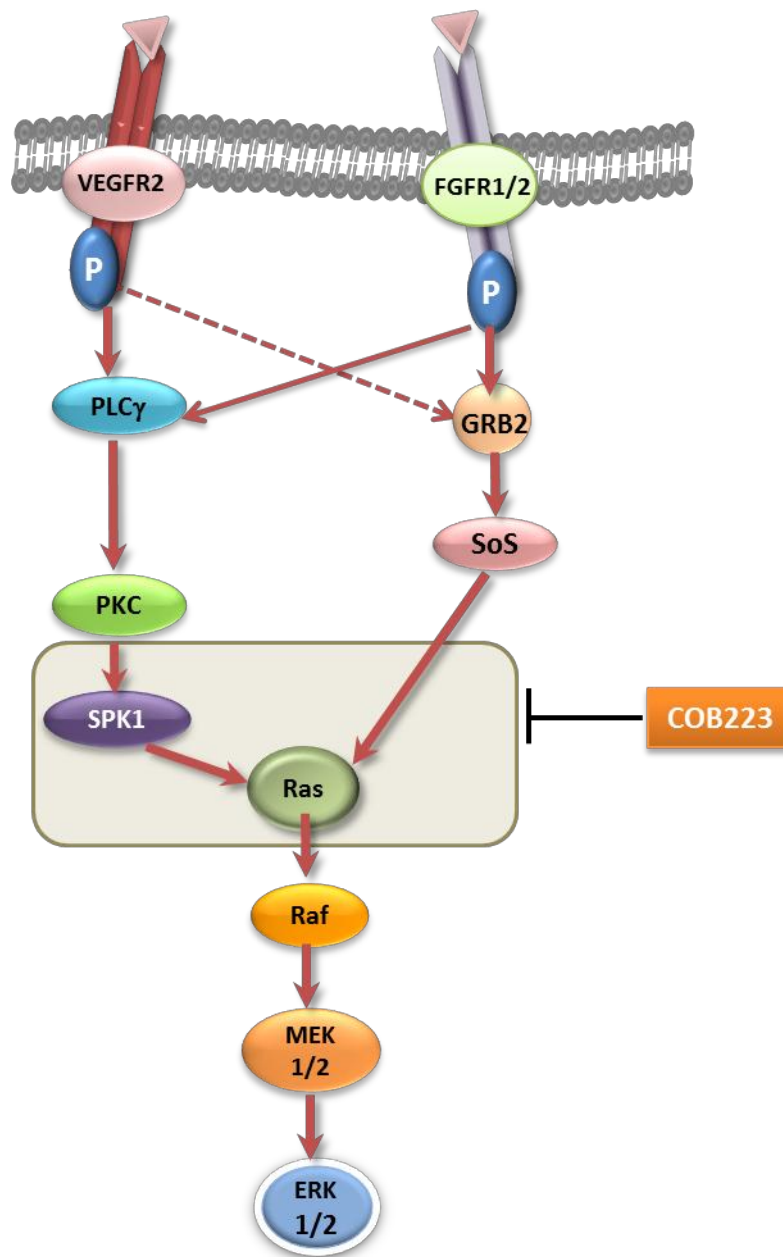 VEGFR2
FGFR1/2
P
P
PLCγ
GRB2
SoS
PKC
SPK1
COB223
Ras
Raf
MEK
1/2
ERK
1/2